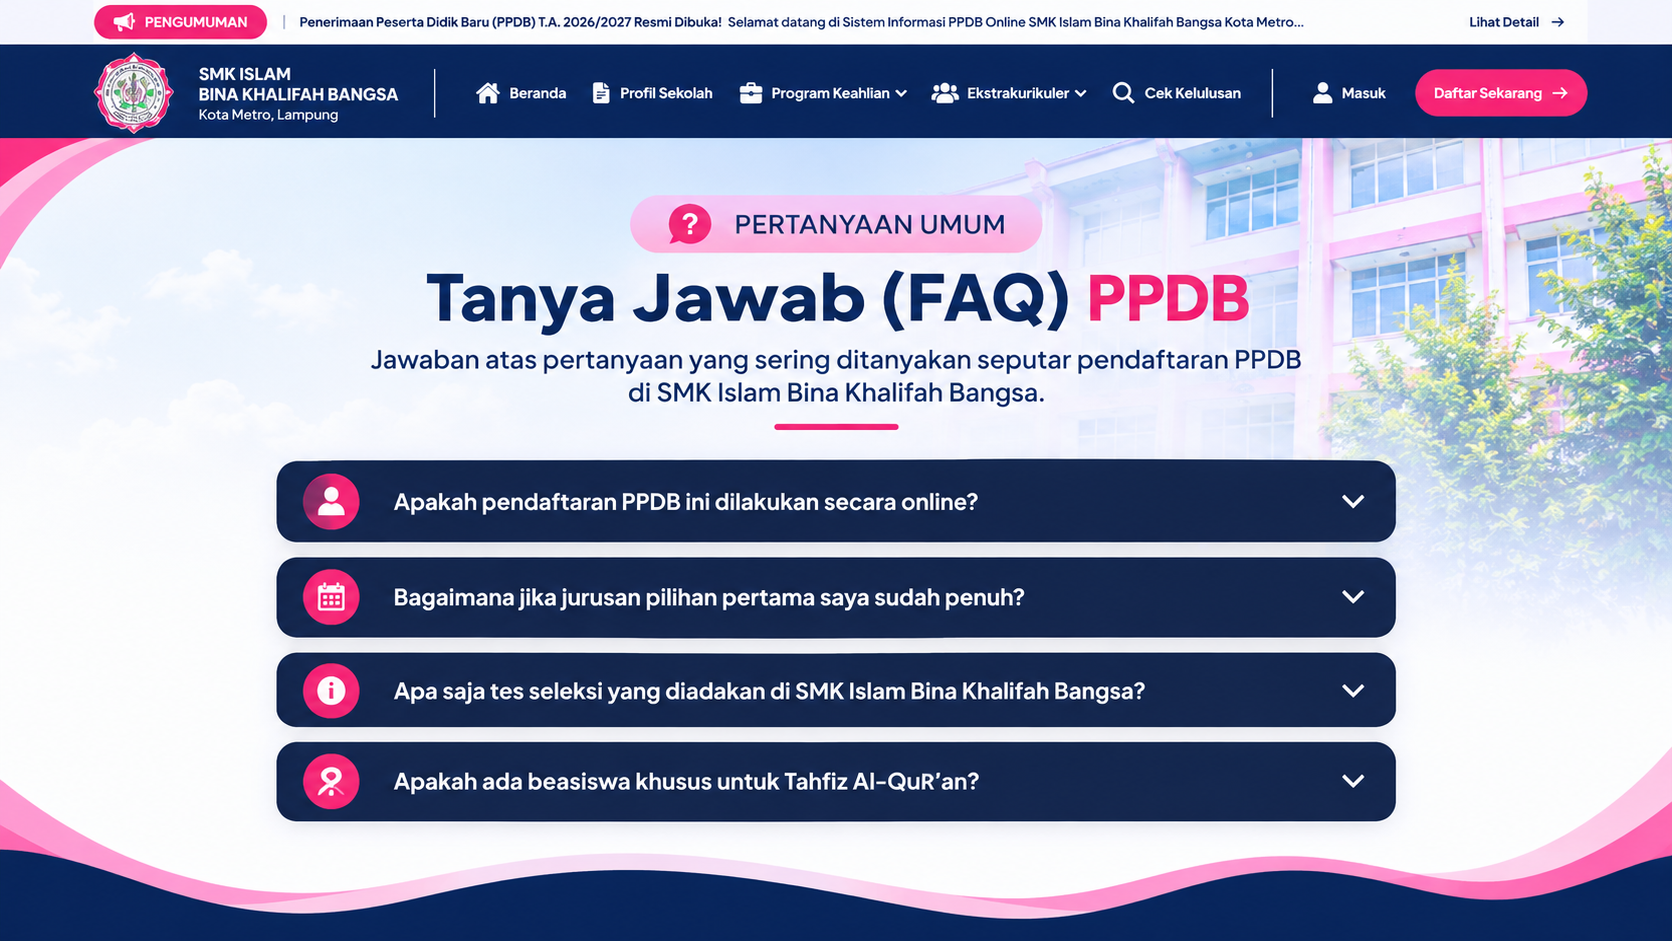 PENGUMUMAN
Penerimaan Peserta Didik Baru (PPDB) T.A. 2026/2027 Resmi Dibuka! Selamat datang di Sistem Informasi PPDB Online SMK Islam Bina Khalifah Bangsa Kota Metro...
Lihat Detail
SMK ISLAM
BINA KHALIFAH BANGSA
Kota Metro, Lampung
Beranda
Profil Sekolah
Program Keahlian
Ekstrakurikuler
Cek Kelulusan
Masuk
Daftar Sekarang
PERTANYAAN UMUM
Tanya Jawab (FAQ) PPDB
Jawaban atas pertanyaan yang sering ditanyakan seputar pendaftaran PPDB
di SMK Islam Bina Khalifah Bangsa.
Apakah pendaftaran PPDB ini dilakukan secara online?
Bagaimana jika jurusan pilihan pertama saya sudah penuh?
Apa saja tes seleksi yang diadakan di SMK Islam Bina Khalifah Bangsa?
Apakah ada beasiswa khusus untuk Tahfiz Al-QuR'an?